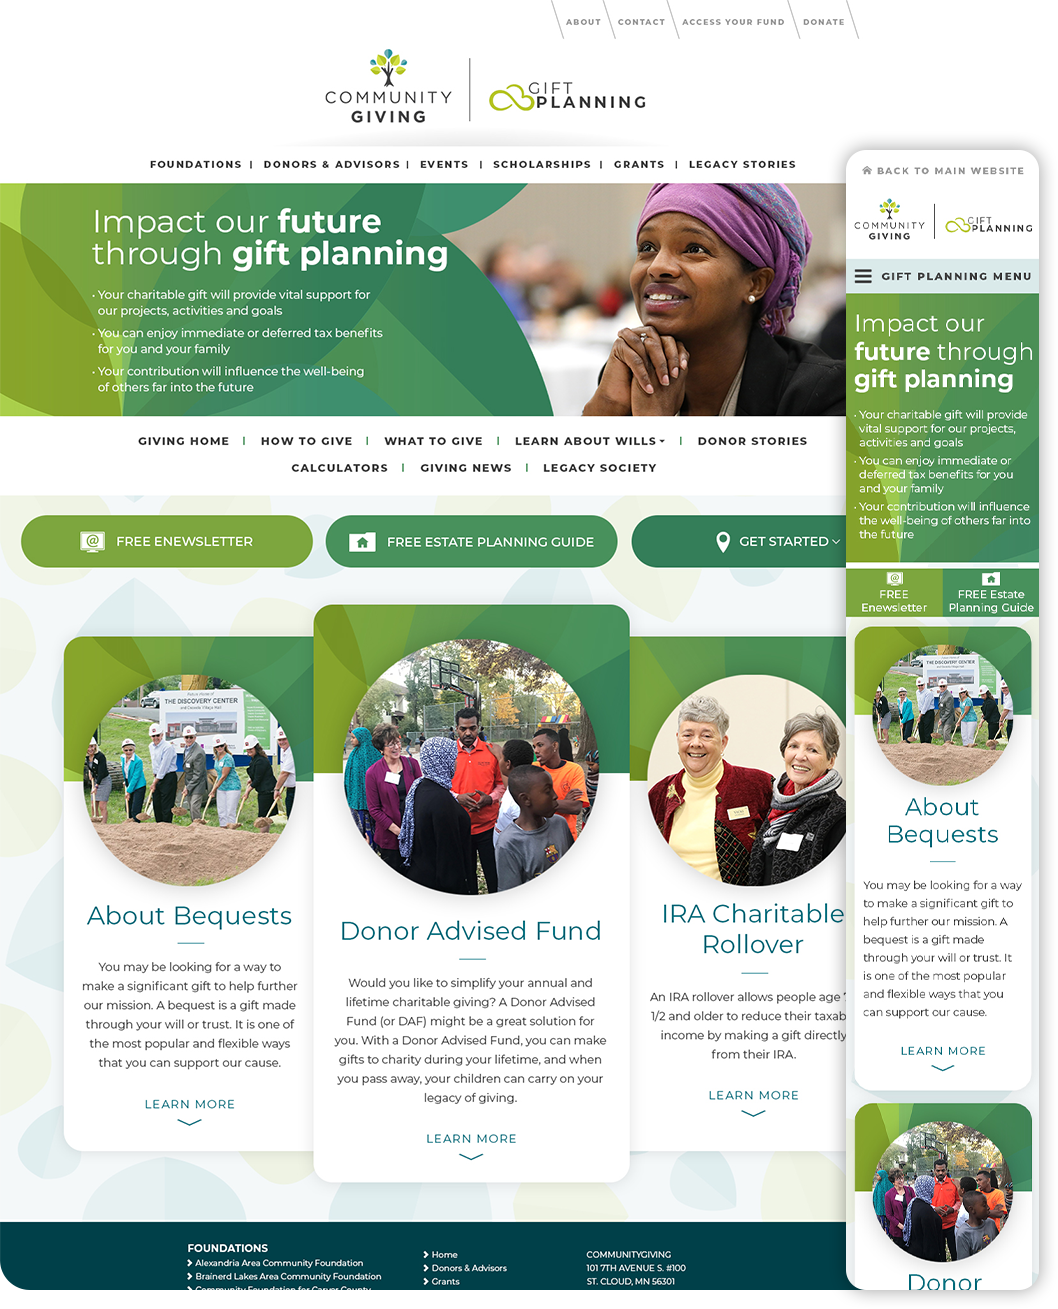 ABOUT
CONTACT
ACCESS YOUR FUND
DONATE
COMMUNITY
GIVING
GIFT
PLANNING
FOUNDATIONS | DONORS & ADVISORS | EVENTS | SCHOLARSHIPS | GRANTS | LEGACY STORIES
Impact our future
through gift planning
· Your charitable gift will provide vital support for
our projects, activities and goals
· You can enjoy immediate or deferred tax benefits
for you and your family
· Your contribution will influence the well-being
of others far into the future
GIVING HOME | HOW TO GIVE | WHAT TO GIVE | LEARN ABOUT WILLS | DONOR STORIES
CALCULATORS | GIVING NEWS | LEGACY SOCIETY
FREE ENEWSLETTER
FREE ESTATE PLANNING GUIDE
GET STARTED
THE DISCOVERY CENTER
About Bequests
You may be looking for a way to
make a significant gift to help further
our mission. A bequest is a gift made
through your will or trust. It is one of
the most popular and flexible ways
that you can support our cause.
LEARN MORE
Donor Advised Fund
Would you like to simplify your annual and
lifetime charitable giving? A Donor Advised
Fund (or DAF) might be a great solution for
you. With a Donor Advised Fund, you can make
gifts to charity during your lifetime, and when
you pass away, your children can carry on your
legacy of giving.
LEARN MORE
IRA Charitable
Rollover
An IRA rollover allows people age
1/2 and older to reduce their
income by making a gift directly
from their IRA.
LEARN MORE
FOUNDATIONS
Alexandria Area Community Foundation
Brainerd Lakes Area Community Foundation
Community Foundation for Carver County
Home
Donors & Advisors
Grants
COMMUNITYGIVING
101 7TH AVENUE S. #100
ST. CLOUD, MN 56301
BACK TO MAIN WEBSITE
COMMUNITY
GIVING
GIFT
PLANNING
GIFT PLANNING MENU
Impact our
future through
gift planning
· Your charitable gift will provide
vital support for our projects,
activities and goals
· You can enjoy immediate or
deferred tax benefits for you
and your family
· Your contribution will influence
the well-being of others far into
the future
FREE
Enewsletter
FREE Estate
Planning Guide
THE DISCOVERY CENTER
About
Bequests
You may be looking for a way
to make a significant gift to
help further our mission. A
bequest is a gift made
through your will or trust. It
is one of the most popular
and flexible ways that you
can support our cause.
LEARN MORE
Donor